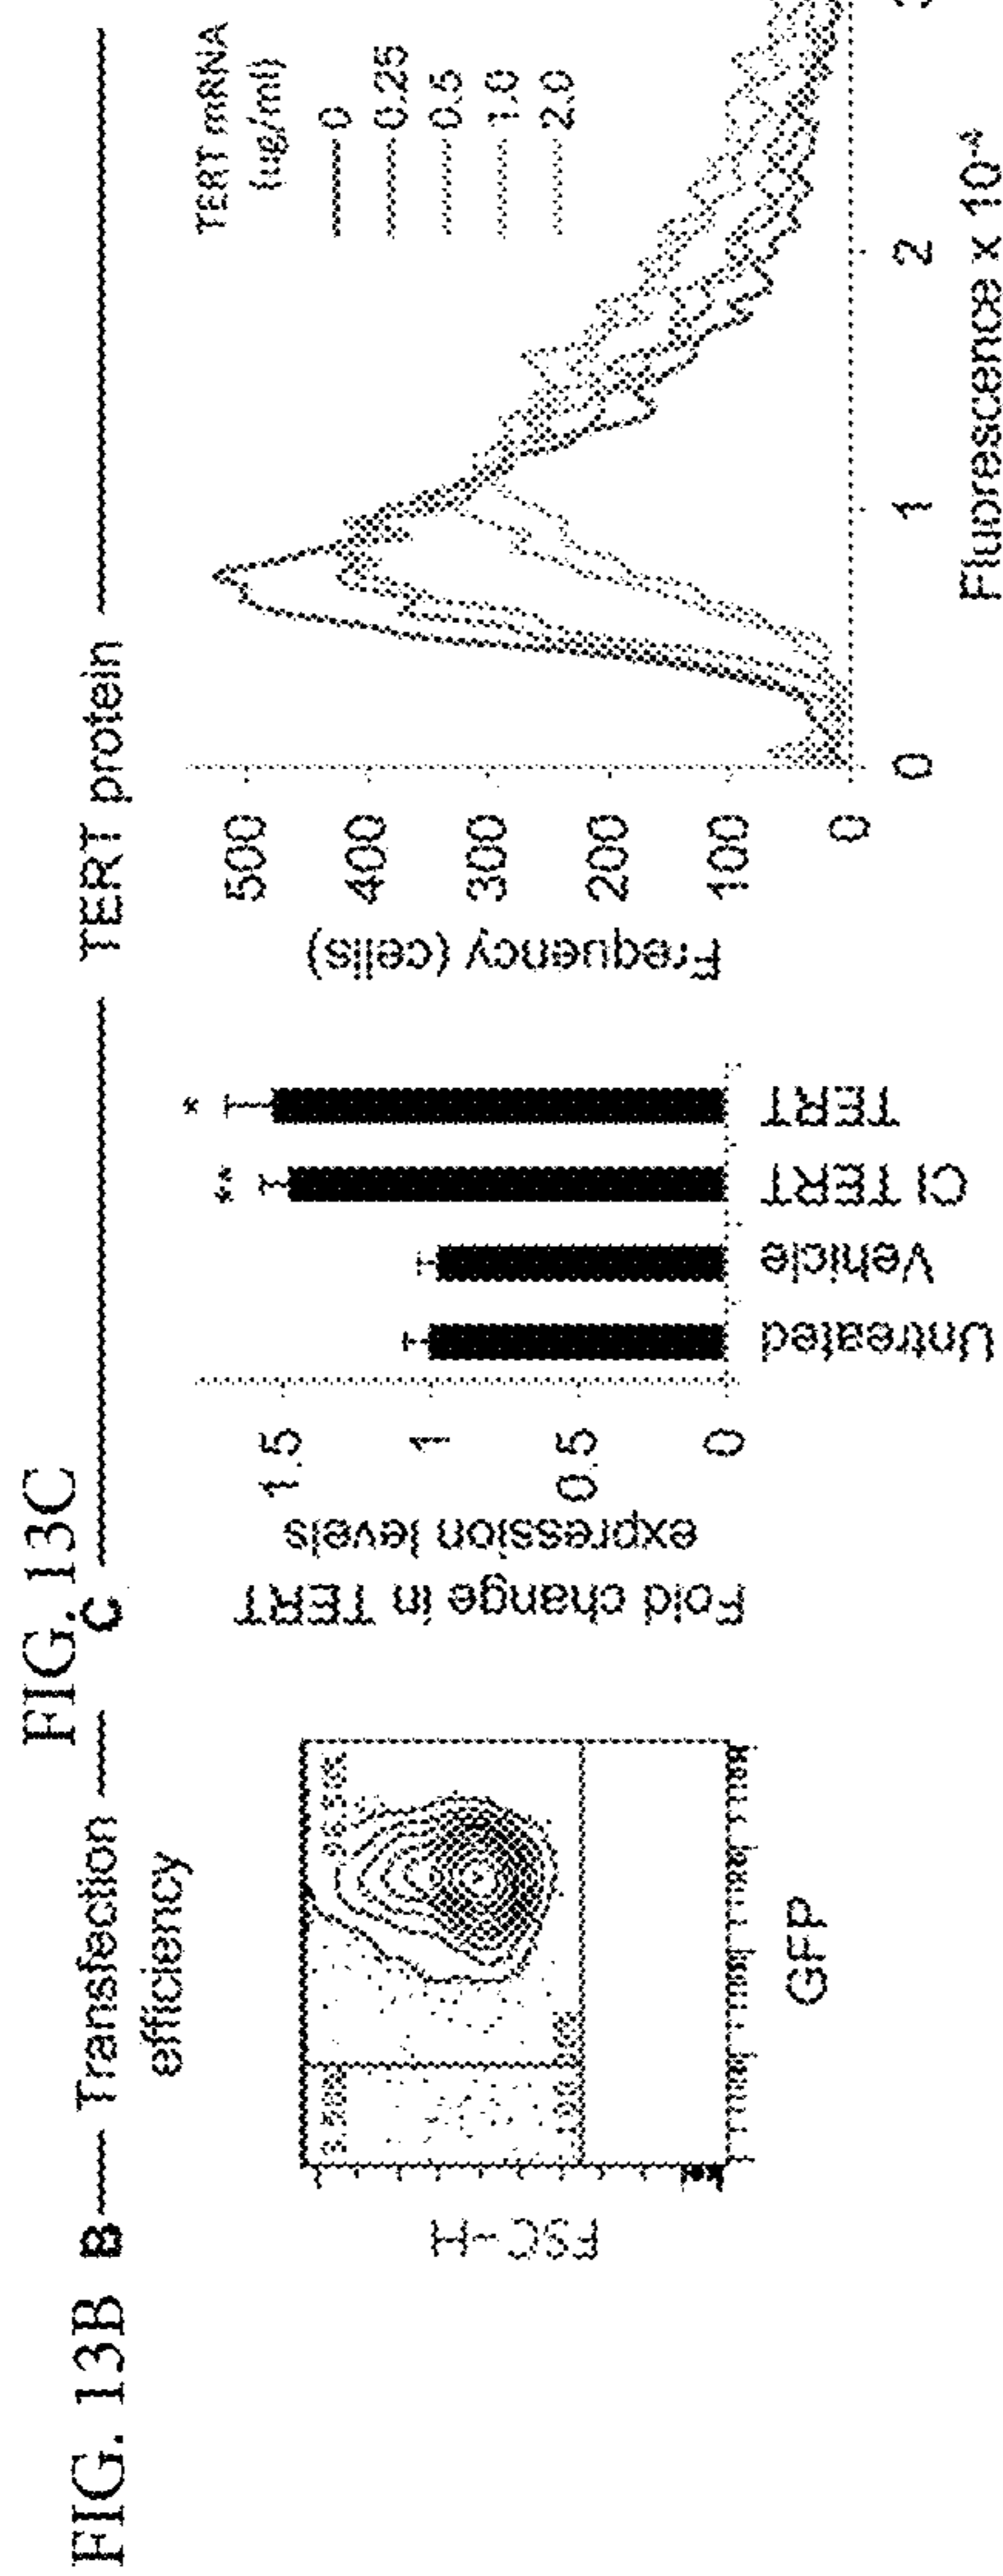 FIG. 13B
B
Transfection
efficiency
FSC-H
GFP
FIG. 13C
C
TERT protein
Fold change in TERT
expression levels
1.5
1
0.5
0
Untreated
Vehicle
CI TERT
TERT
**
*
Frequency (cells)
500
400
300
200
100
0
0
1
2
Fluorescence x 10⁻⁴
TERT mRNA
(ug/ml)
0
0.25
0.5
1.0
2.0